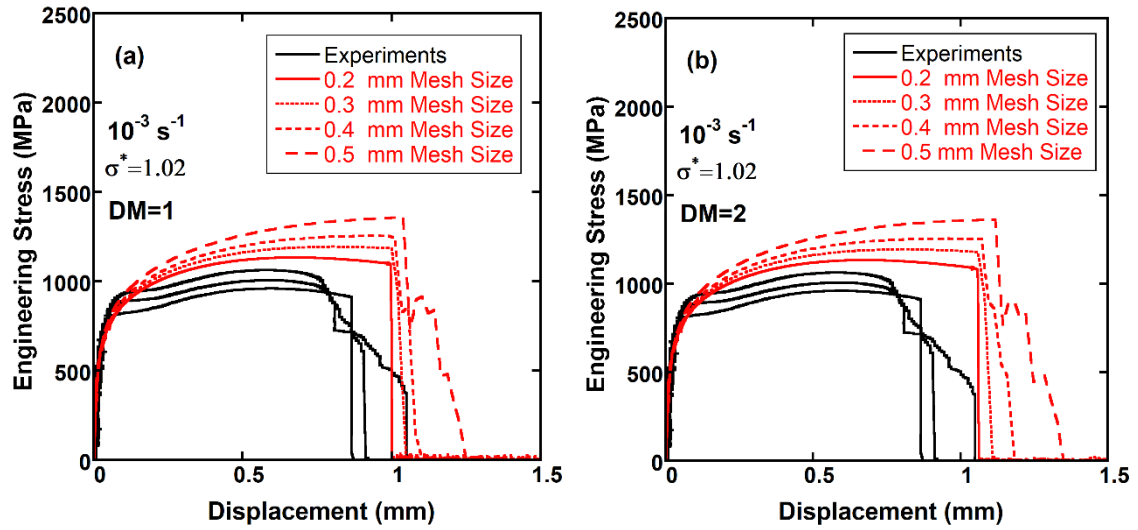 (a)
Experiments
0.2 mm Mesh Size
0.3 mm Mesh Size
0.4 mm Mesh Size
0.5 mm Mesh Size
10⁻³ s⁻¹
σ*=1.02
DM=1
Engineering Stress (MPa)
2500
2000
1500
1000
500
0
0
0.5
1
1.5
Displacement (mm)
(b)
Experiments
0.2 mm Mesh Size
0.3 mm Mesh Size
0.4 mm Mesh Size
0.5 mm Mesh Size
10⁻³ s⁻¹
σ*=1.02
DM=2
Engineering Stress (MPa)
2500
2000
1500
1000
500
0
0
0.5
1
1.5
Displacement (mm)